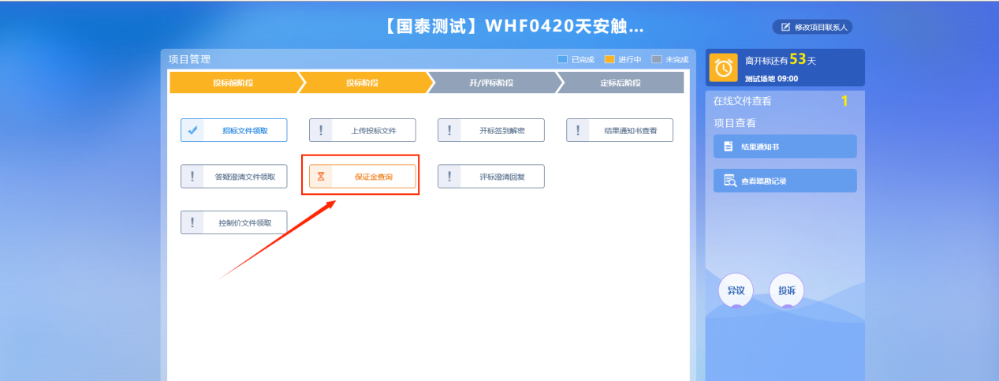 【国泰测试】WHF0420天安触...
修改项目联系人
项目管理
已完成 进行中 未完成
投标前阶段 投标阶段 开/评标阶段 定标后阶段
招标文件领取 上传投标文件 开标签到解密 结果通知书查看
答疑澄清文件领取 保证金查询 评标澄清回复
控制价文件领取
离开标还有53天
测试场地 09:00
在线文件查看 1
项目查看
结果通知书
查看踏勘记录
异议 投诉